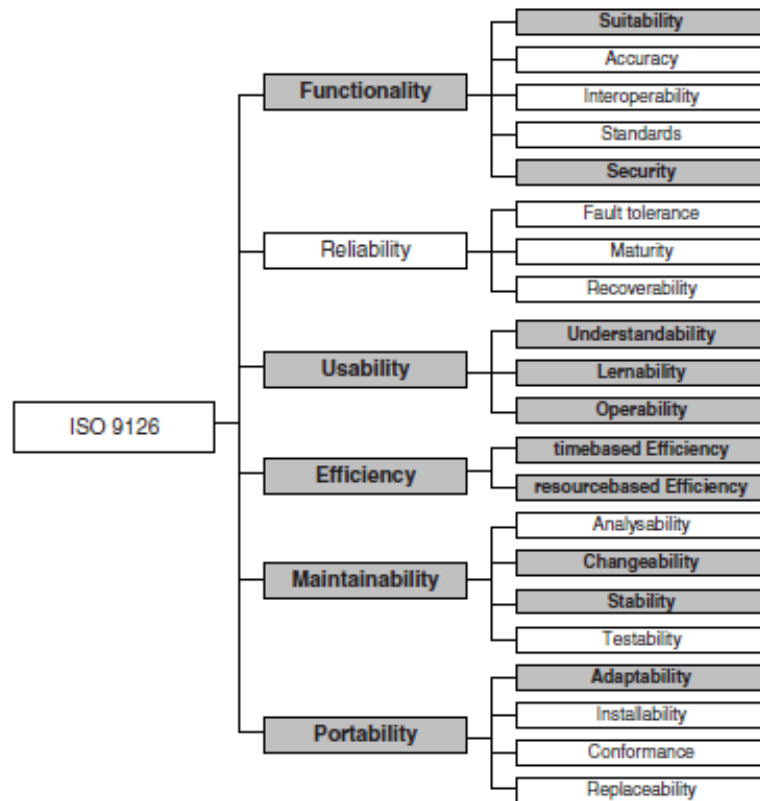 ISO 9126
Functionality
Suitability
Accuracy
Interoperability
Standards
Security
Reliability
Fault tolerance
Maturity
Recoverability
Usability
Understandability
Lernability
Operability
Efficiency
timebased Efficiency
resourcebased Efficiency
Maintainability
Analysability
Changeability
Stability
Testability
Portability
Adaptability
Installability
Conformance
Replaceability